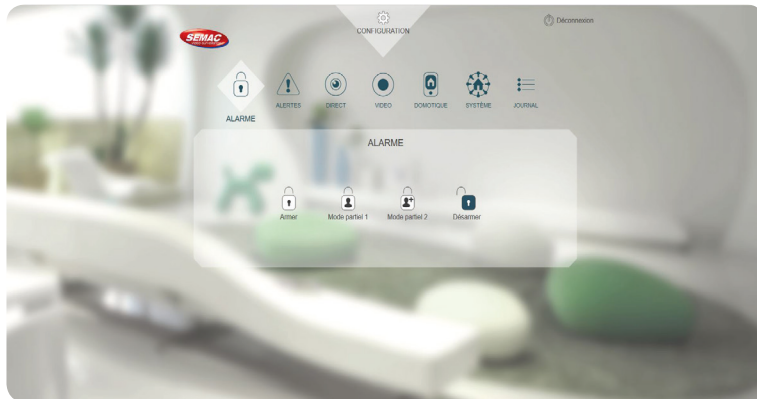 CONFIGURATION
Déconnexion
SEMAC
ALARME
ALERTES
DIRECT
VIDEO
DOMOTIQUE
SYSTÈME
JOURNAL
ALARME
Armer
Mode partiel 1
Mode partiel 2
Désarmer